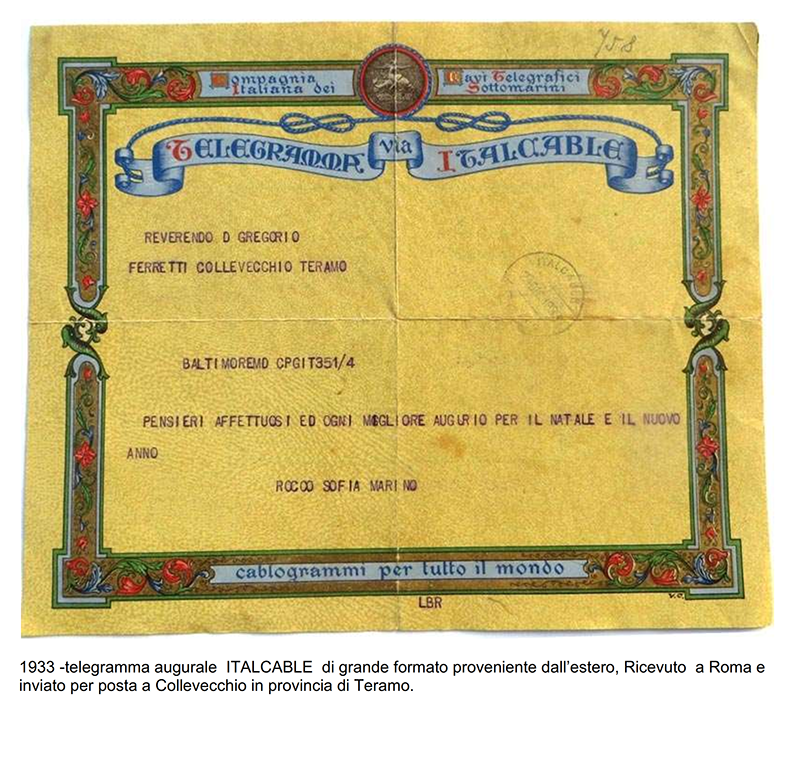 758
Compagnia
Italiana dei
Cavi Telegrafici
Sottomarini
TELEGRAMMA via ITALCABLE
REVERENDO D GREGORIO
FERRETTI COLLEVECCHIO TERAMO
ITALCABLE
BALTIMOREMD CPGIT351/4
PENSIERI AFFETTUOSI ED OGNI MIGLIORE AUGURIO PER IL NATALE E IL NUOVO
ANNO
ROCCO SOFIA MARINO
cablogrammi per tutto il mondo
LBR
V.C.
1933 -telegramma augurale ITALCABLE di grande formato proveniente dall’estero, Ricevuto a Roma e
inviato per posta a Collevecchio in provincia di Teramo.